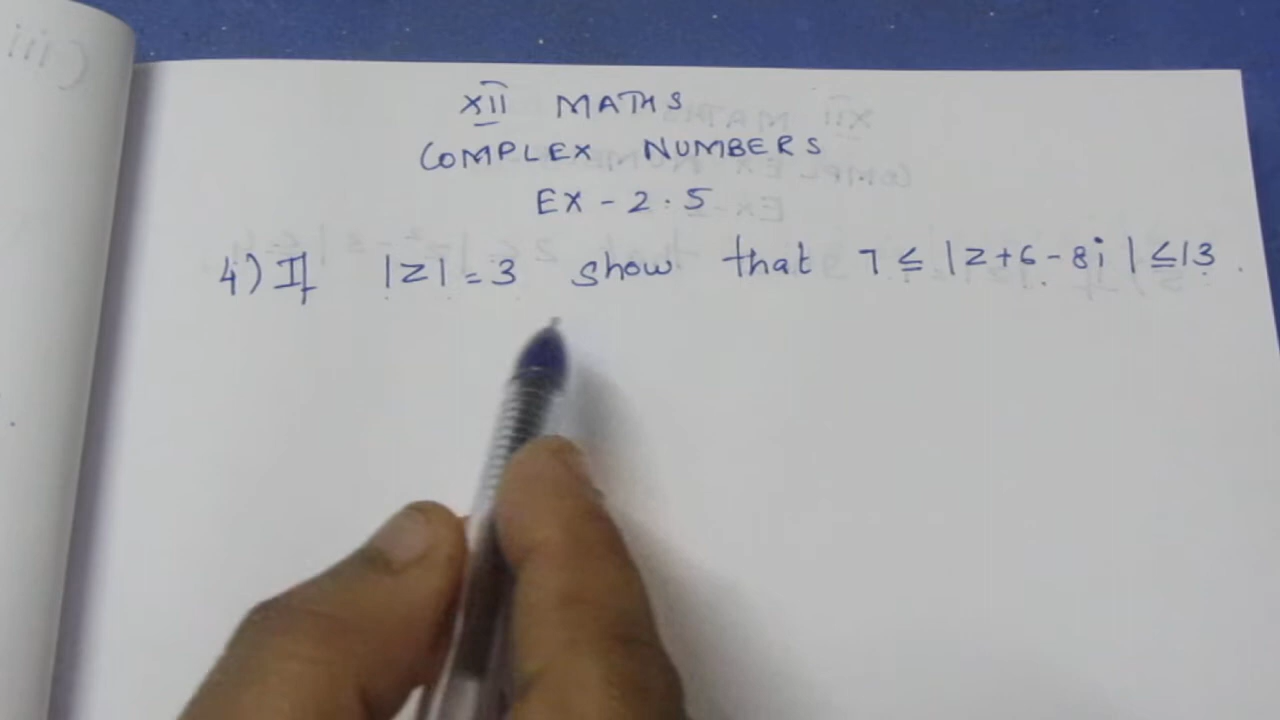 XII MATHS
COMPLEX NUMBERS
EX - 2.5
4) If |z| = 3 show that 7 ≤ |z+6-8i| ≤ 13.